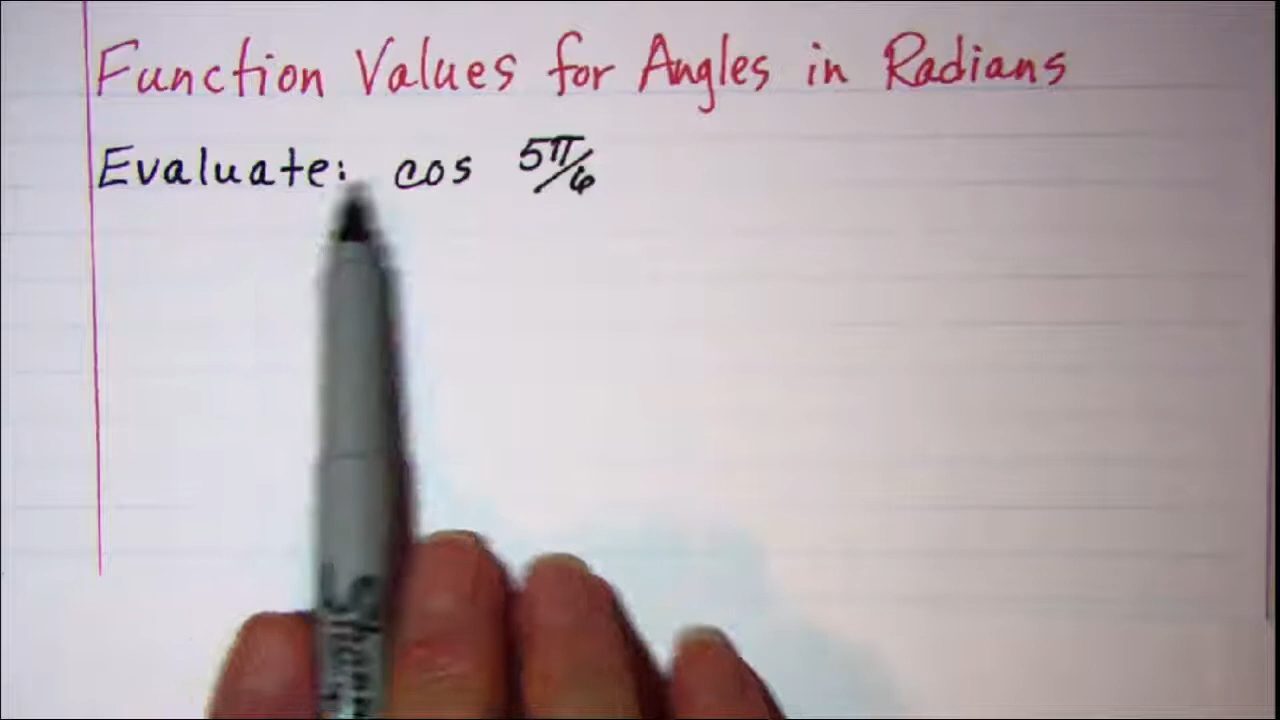 Function Values for Angles in Radians
Evaluate: cos 5π/6